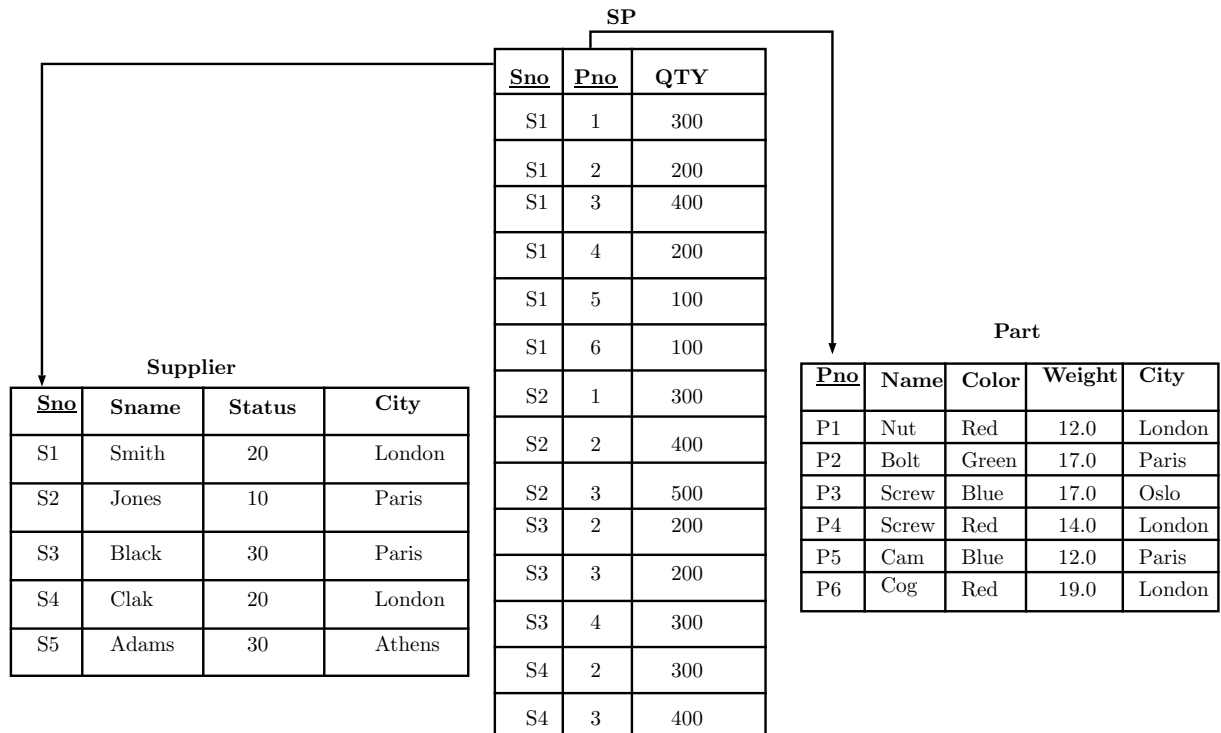 SP
Sno Pno QTY
S1 1 300
S1 2 200
S1 3 400
S1 4 200
S1 5 100
S1 6 100
S2 1 300
S2 2 400
S2 3 500
S3 2 200
S3 3 200
S3 4 300
S4 2 300
S4 3 400
Supplier
Sno Sname Status City
S1 Smith 20 London
S2 Jones 10 Paris
S3 Black 30 Paris
S4 Clak 20 London
S5 Adams 30 Athens
Part
Pno Name Color Weight City
P1 Nut Red 12.0 London
P2 Bolt Green 17.0 Paris
P3 Screw Blue 17.0 Oslo
P4 Screw Red 14.0 London
P5 Cam Blue 12.0 Paris
P6 Cog Red 19.0 London